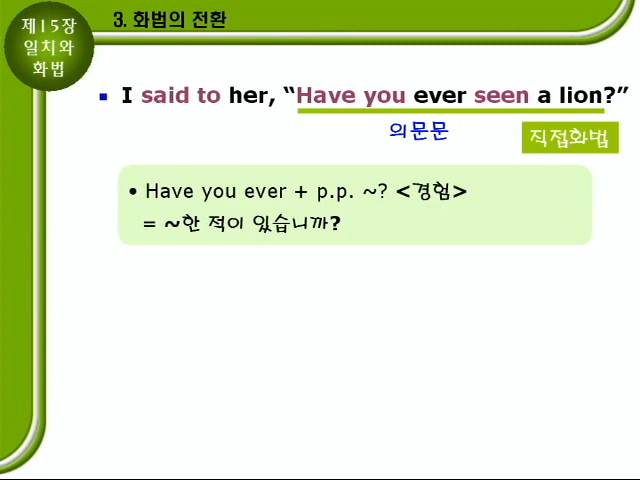 제15장
일치와
화법
3. 화법의 전환
▪ I said to her, “Have you ever seen a lion?”
의문문
직접화법
• Have you ever + p.p. ~? <경험>
= ~한 적이 있습니까?